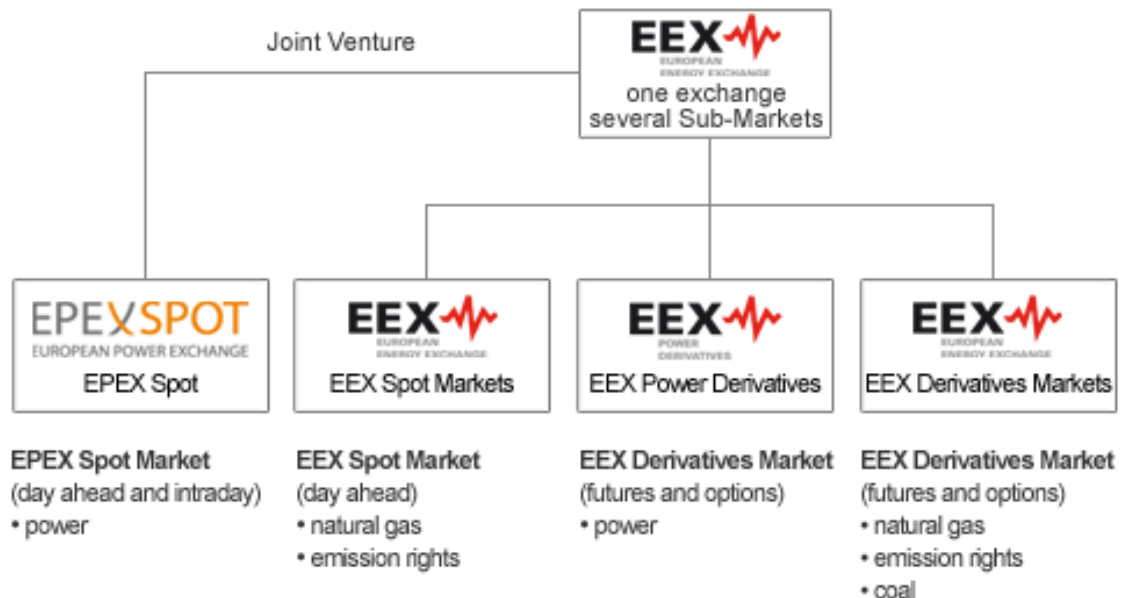 Joint Venture
EEX
EUROPEAN
ENERGY EXCHANGE
one exchange
several Sub-Markets
EPEXSPOT
EUROPEAN POWER EXCHANGE
EPEX Spot
EEX
EUROPEAN
ENERGY EXCHANGE
EEX Spot Markets
EEX
POWER
DERIVATIVES
EEX Power Derivatives
EEX
EUROPEAN
ENERGY EXCHANGE
EEX Derivatives Markets
EPEX Spot Market
(day ahead and intraday)
• power
EEX Spot Market
(day ahead)
• natural gas
• emission rights
EEX Derivatives Market
(futures and options)
• power
EEX Derivatives Market
(futures and options)
• natural gas
• emission rights
• coal